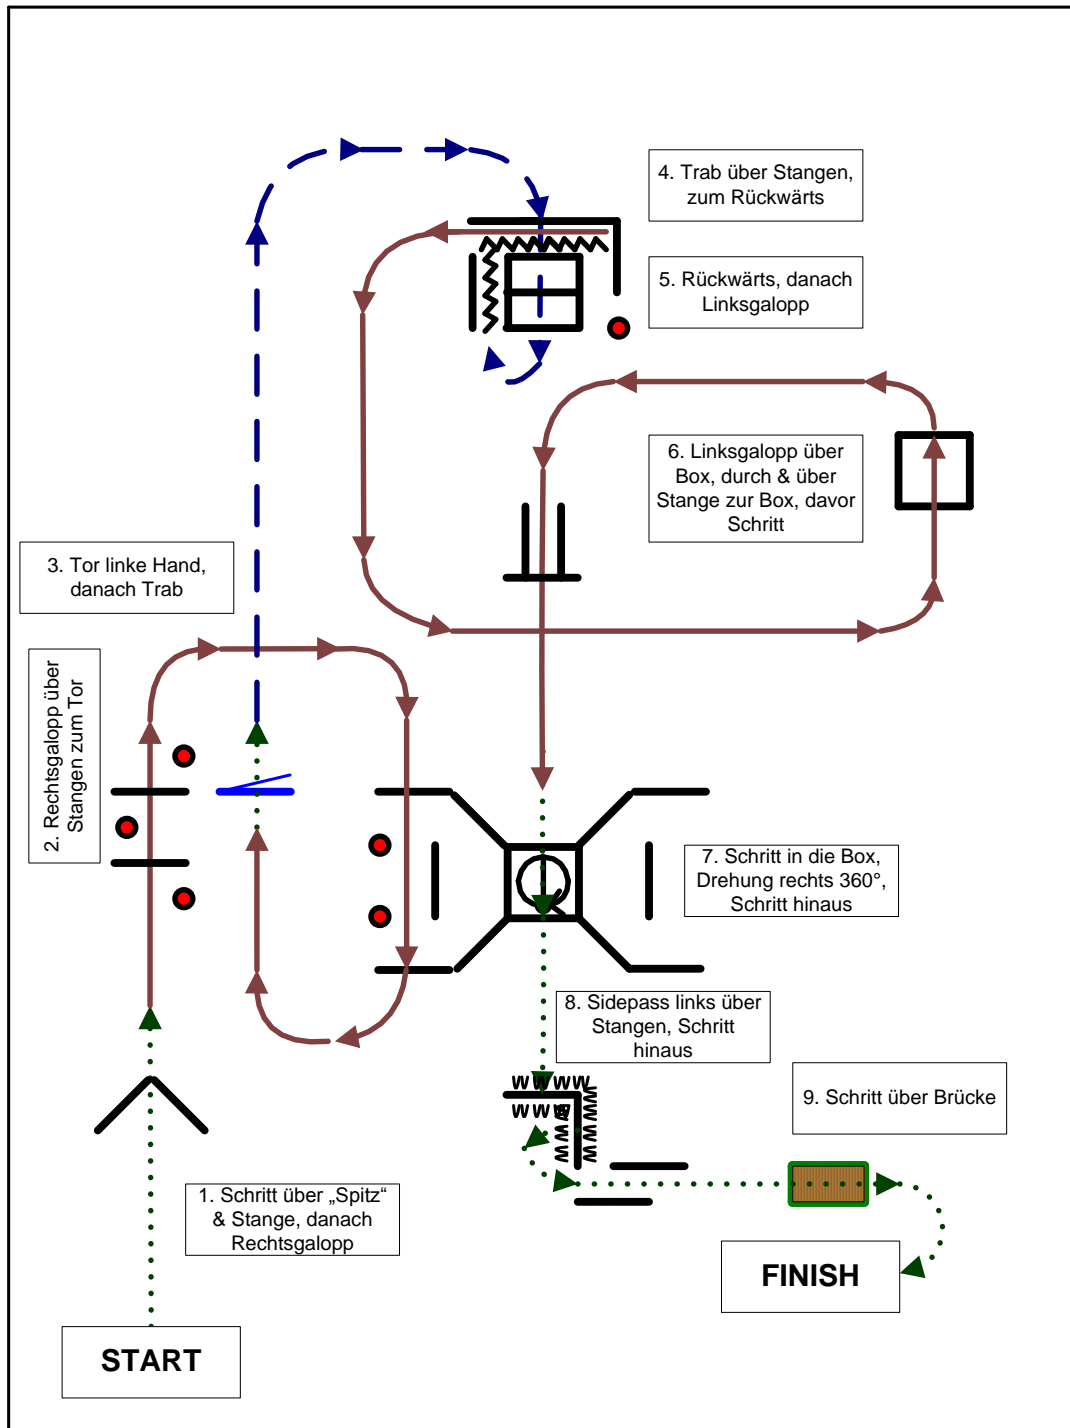 4. Trab über Stangen,
zum Rückwärts
5. Rückwärts, danach
Linksgalopp
6. Linksgalopp über
Box, durch & über
Stange zur Box, davor
Schritt
3. Tor linke Hand,
danach Trab
2. Rechtsgalopp über
Stangen zum Tor
7. Schritt in die Box,
Drehung rechts 360°,
Schritt hinaus
8. Sidepass links über
Stangen, Schritt
hinaus
9. Schritt über Brücke
1. Schritt über „Spitz“
& Stange, danach
Rechtsgalopp
FINISH
START